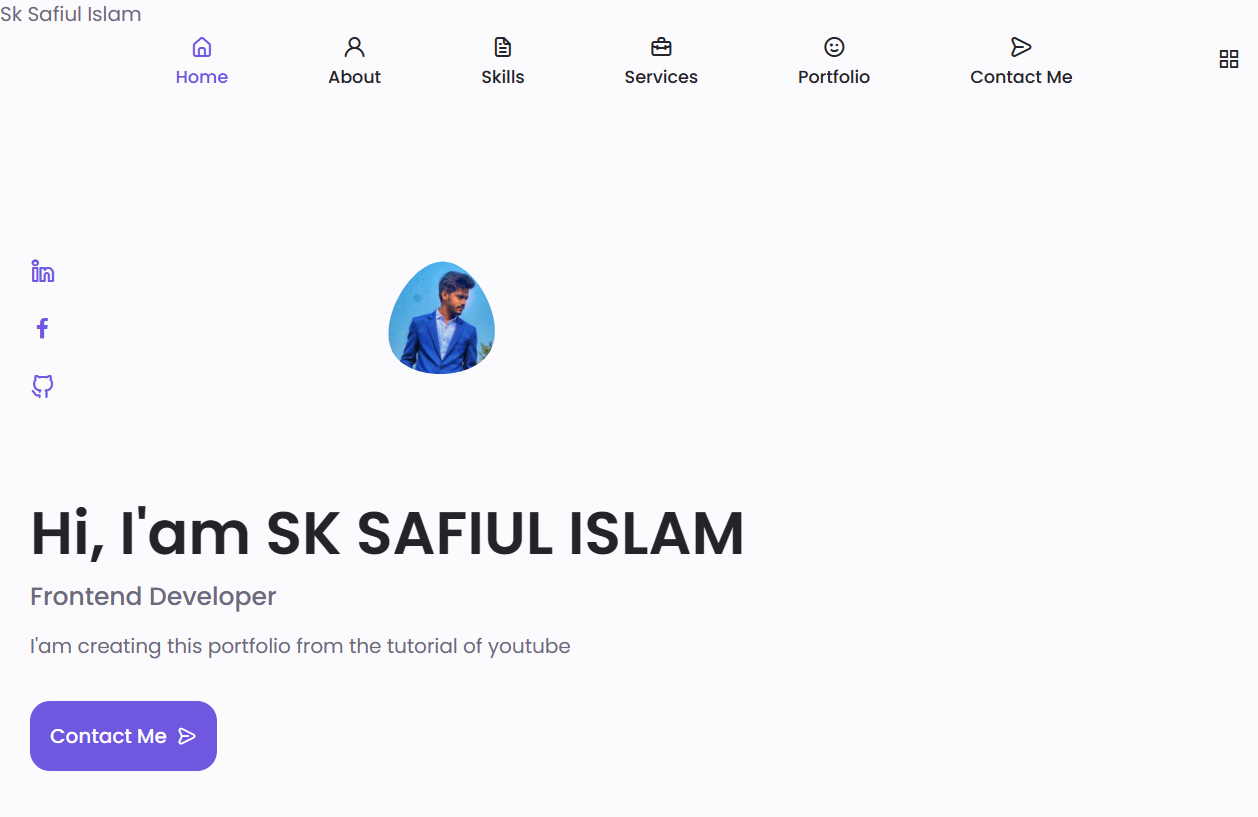 Sk Safiul Islam
Home About Skills Services Portfolio Contact Me
Hi, I'am SK SAFIUL ISLAM
Frontend Developer
I'am creating this portfolio from the tutorial of youtube
Contact Me